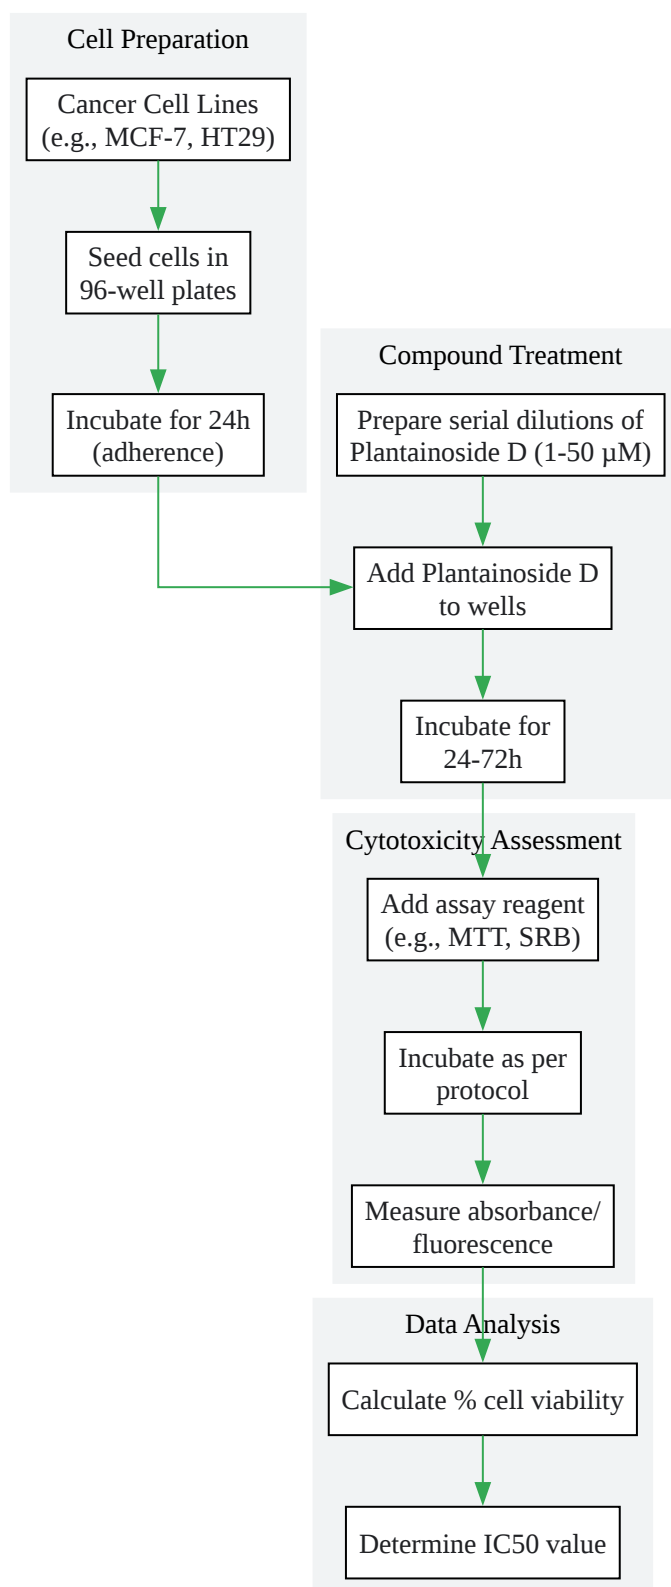 Cell Preparation
Cancer Cell Lines
(e.g., MCF-7, HT29)
Seed cells in
96-well plates
Incubate for 24h
(adherence)
Compound Treatment
Prepare serial dilutions of
Plantainoside D (1-50 µM)
Add Plantainoside D
to wells
Incubate for
24-72h
Cytotoxicity Assessment
Add assay reagent
(e.g., MTT, SRB)
Incubate as per
protocol
Measure absorbance/
fluorescence
Data Analysis
Calculate % cell viability
Determine IC50 value